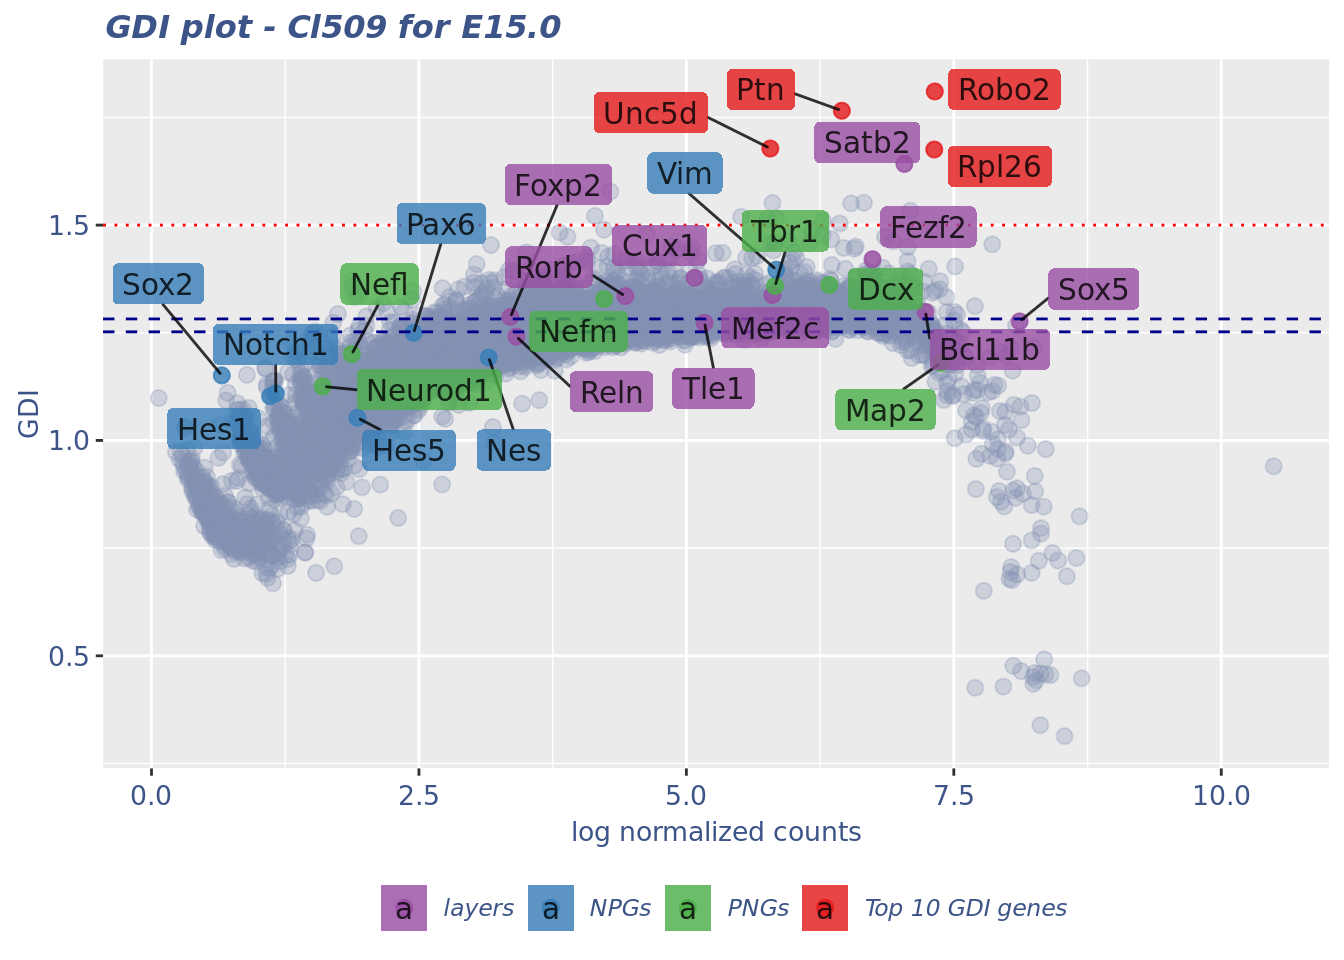 GDI plot - Cl509 for E15.0
Ptn
Robo2
Unc5d
Satb2
Rpl26
Vim
Foxp2
Pax6
Tbr1
Fezf2
1.5
Cux1
Rorb
Sox2
Nefl
Dcx
Sox5
Nefm
Mef2c
Notch1
Bcl11b
Neurod1
Reln
Tle1
Map2
Hes1
Hes5
Nes
1.0
GDI
0.5
0.0
2.5
5.0
7.5
10.0
log normalized counts
a layers a NPGs a PNGs a Top 10 GDI genes